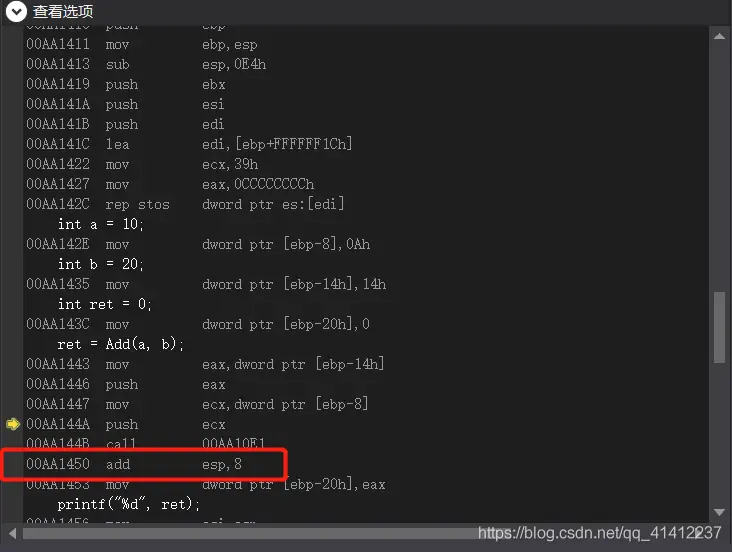 查看选项
00AA1410 push ebp
00AA1411 mov ebp,esp
00AA1413 sub esp,0E4h
00AA1419 push ebx
00AA141A push esi
00AA141B push edi
00AA141C lea edi,[ebp+FFFFFF1Ch]
00AA1422 mov ecx,39h
00AA1427 mov eax,0CCCCCCCCh
00AA142C rep stos dword ptr es:[edi]
int a = 10;
00AA142E mov dword ptr [ebp-8],0Ah
int b = 20;
00AA1435 mov dword ptr [ebp-14h],14h
int ret = 0;
00AA143C mov dword ptr [ebp-20h],0
ret = Add(a, b);
00AA1443 mov eax,dword ptr [ebp-14h]
00AA1446 push eax
00AA1447 mov ecx,dword ptr [ebp-8]
00AA144A push ecx
00AA144B call 00AA10E1
00AA1450 add esp,8
00AA1453 mov dword ptr [ebp-20h],eax
printf("%d", ret);
00AA1456 mov esi,esp
https://blog.csdn.net/qq_41412237